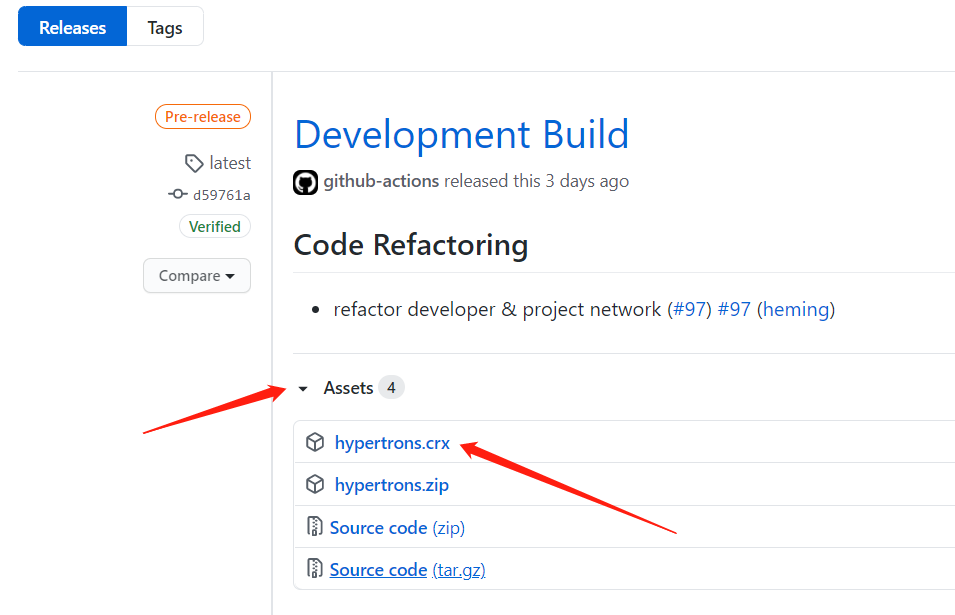 Releases Tags
Pre-release
latest
d59761a
Verified
Compare
Development Build
github-actions released this 3 days ago
Code Refactoring
• refactor developer & project network (#97) #97 (heming)
Assets 4
hypertrons.crx
hypertrons.zip
Source code (zip)
Source code (tar.gz)